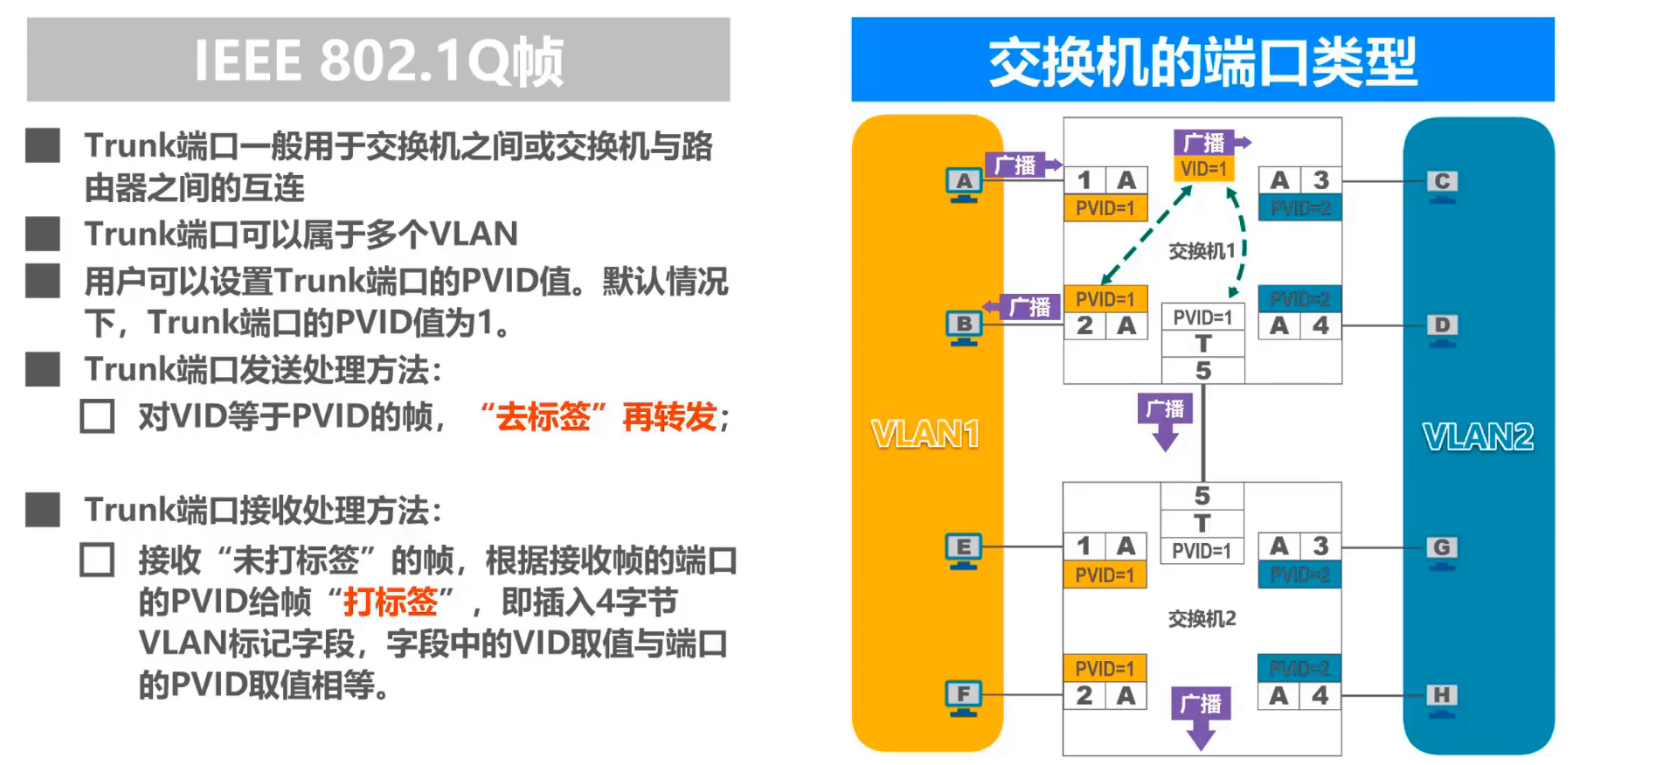 IEEE 802.1Q帧
Trunk端口一般用于交换机之间或交换机与路
由器之间的互连
Trunk端口可以属于多个VLAN
用户可以设置Trunk端口的PVID值。默认情况
下，Trunk端口的PVID值为1。
Trunk端口发送处理方法：
对VID等于PVID的帧，“去标签”再转发；
Trunk端口接收处理方法：
接收“未打标签”的帧，根据接收帧的端口
的PVID给帧“打标签”，即插入4字节
VLAN标记字段，字段中的VID取值与端口
的PVID取值相等。
交换机的端口类型
VLAN1
VLAN2
广播
VID=1
A
广播
1 A
PVID=1
A 3
PVID=2
C
交换机1
B
广播
PVID=1
2 A
PVID=1
T
5
PVID=2
A 4
D
广播
5
T
PVID=1
E
1 A
PVID=1
A 3
PVID=2
G
交换机2
F
PVID=1
2 A
广播
PVID=2
A 4
H